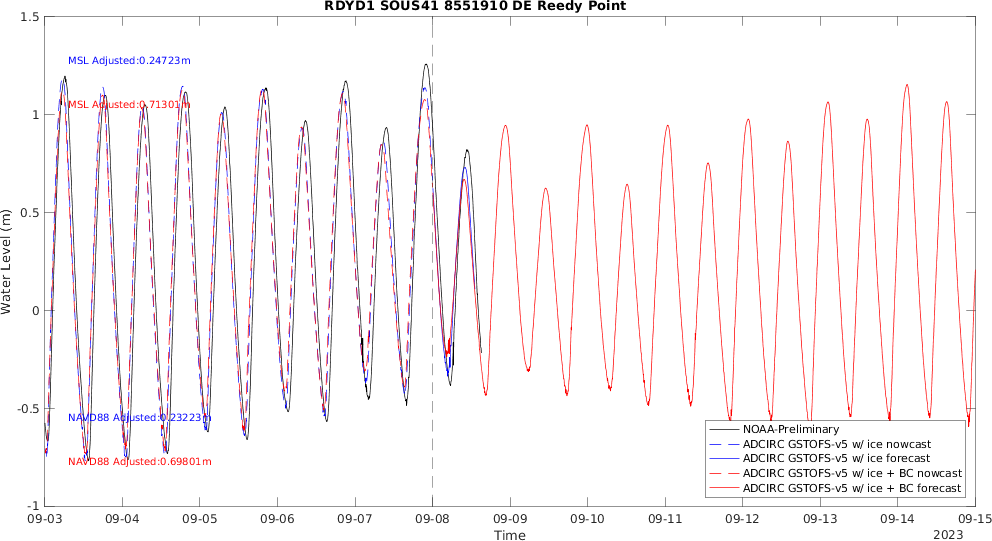 RDYD1 SOUS41 8551910 DE Reedy Point
1.5
1
0.5
0
-0.5
-1
Water Level (m)
MSL Adjusted:0.24723m
MSL Adjusted:0.71301m
NAVD88 Adjusted:0.23223m
NAVD88 Adjusted:0.69801m
NOAA-Preliminary
ADCIRC GSTOFS-v5 w/ ice nowcast
ADCIRC GSTOFS-v5 w/ ice forecast
ADCIRC GSTOFS-v5 w/ ice + BC nowcast
ADCIRC GSTOFS-v5 w/ ice + BC forecast
09-03 09-04 09-05 09-06 09-07 09-08 09-09 09-10 09-11 09-12 09-13 09-14 09-15
Time
2023